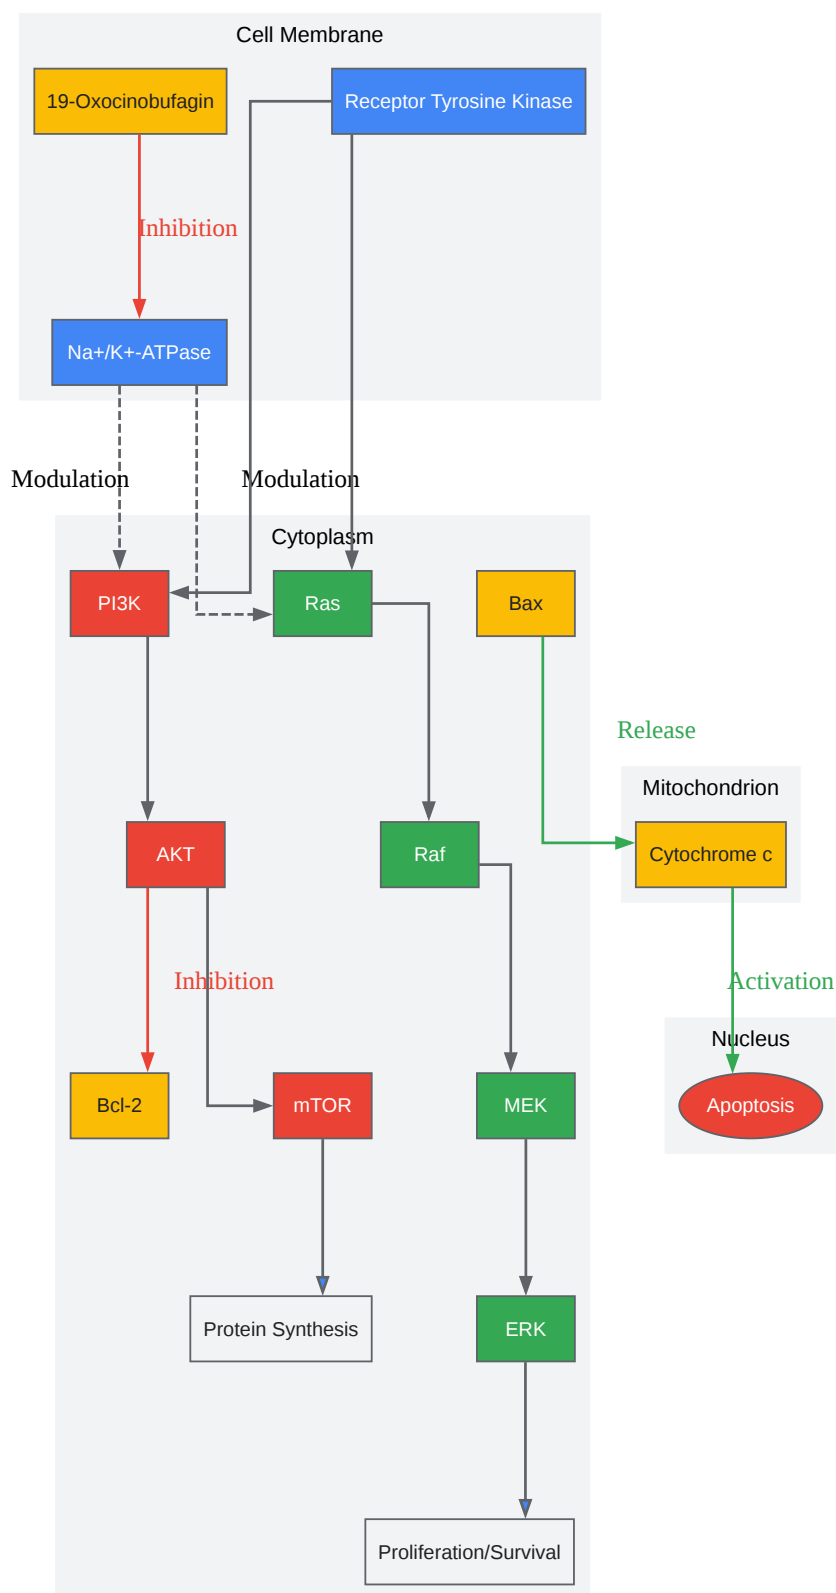 Cell Membrane
19-Oxocinobufagin
Receptor Tyrosine Kinase
Inhibition
Na+/K+-ATPase
Modulation
Modulation
Cytoplasm
PI3K
Ras
Bax
Release
Mitochondrion
AKT
Raf
Cytochrome c
Inhibition
Activation
Nucleus
Bcl-2
mTOR
MEK
Apoptosis
Protein Synthesis
ERK
Proliferation/Survival